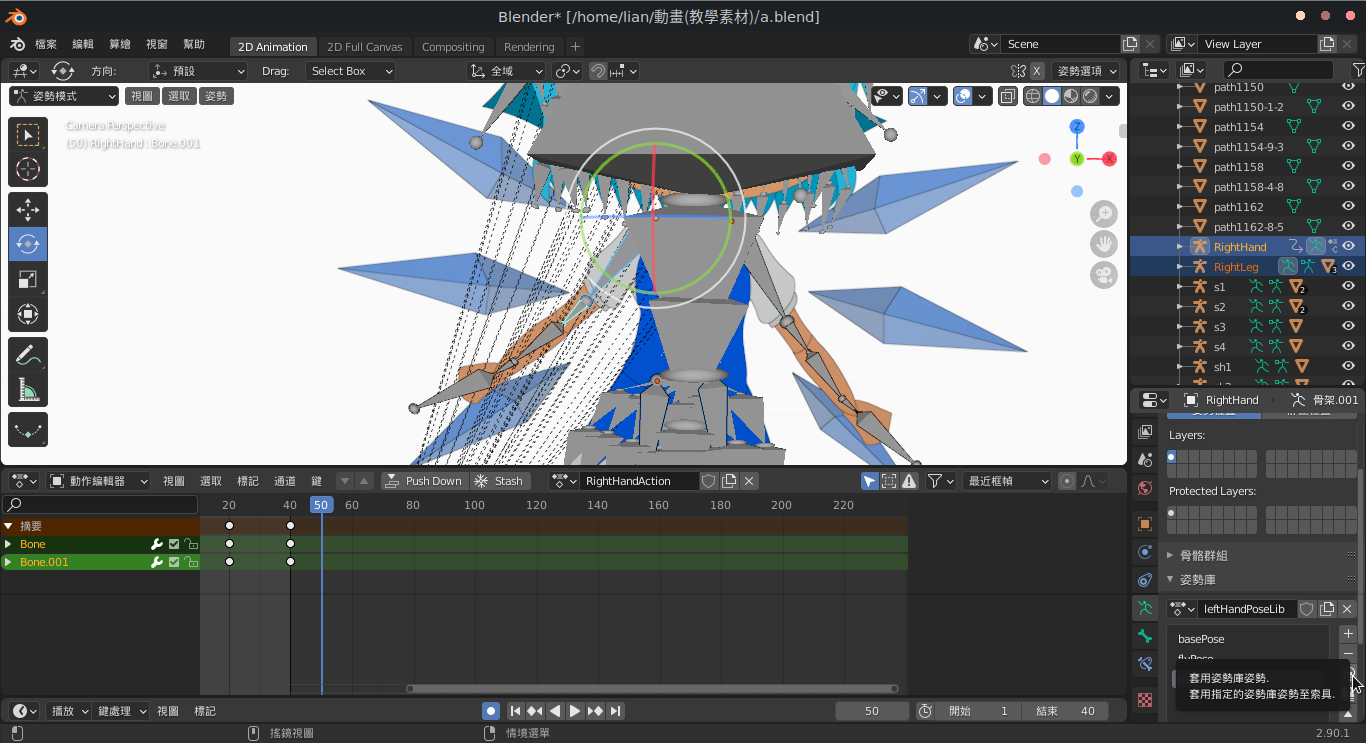 Blender* [/home/lian/動畫(教學素材)/a.blend]
檔案 編輯 算繪 視窗 幫助 2D Animation 2D Full Canvas Compositing Rendering + Scene View Layer
方向: 預設 Drag: Select Box 全域 X 姿勢選項
姿勢模式 視圖 選取 姿勢
Camera Perspective
(50) RightHand : Bone.001
Z
Y
X
path1150
path1150-1-2
path1154
path1154-9-3
path1158
path1158-4-8
path1162
path1162-8-5
RightHand
RightLeg 3
s1 2
s2 2
s3
s4
sh1
RightHand 骨架.001
Layers:
Protected Layers:
骨骼群組
姿勢庫
leftHandPoseLib
basePose
flyPose
套用姿勢庫姿勢.
套用指定的姿勢庫姿勢至索具.
動作編輯器 視圖 選取 標記 通道 鍵 Push Down Stash RightHandAction 最近框幀
20 40 50 60 80 100 120 140 160 180 200 220
摘要
Bone
Bone.001
播放 鍵處理 視圖 標記 50 開始 1 結束 40
搖鏡視圖 情境選單 2.90.1